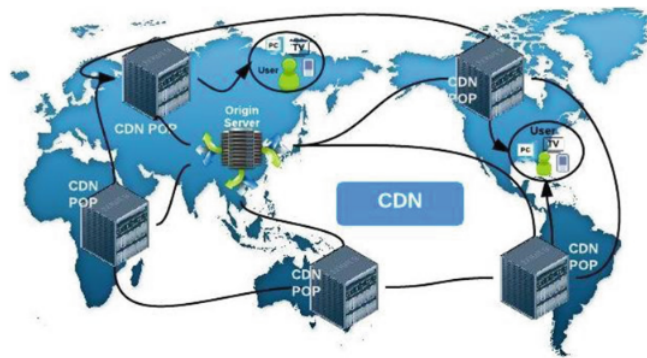 PC
TV
User
CDN POP
Origin
Server
CDN
POP
CDN
POP
User
PC
TV
CDN
CDN
POP
CDN
POP